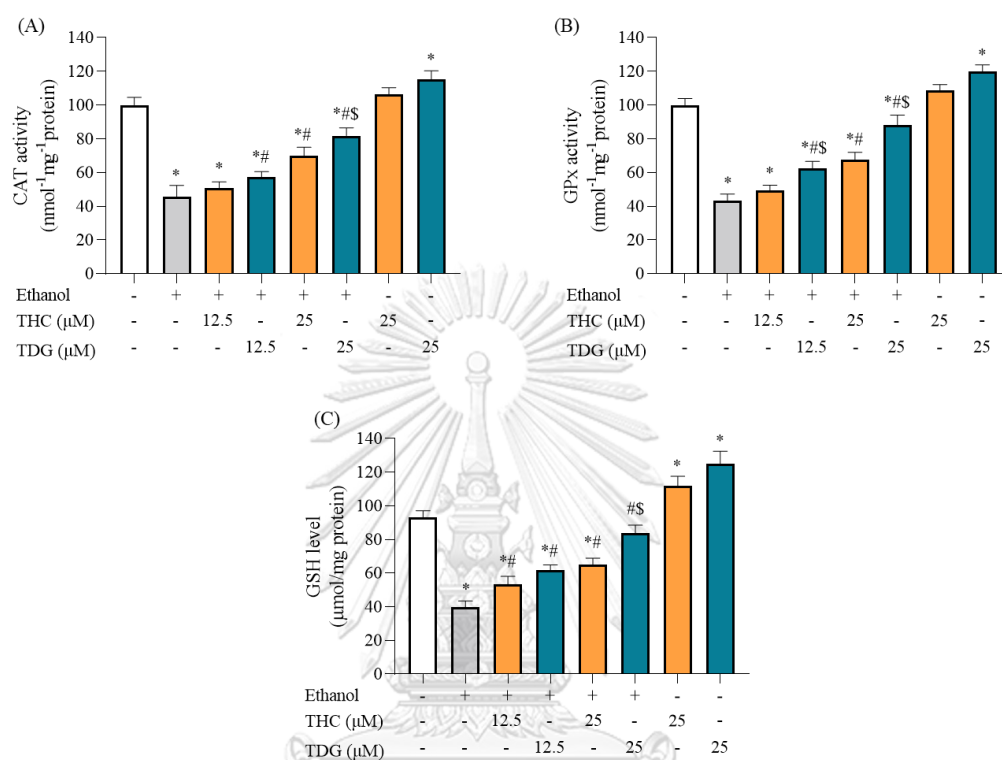 (A)
CAT activity
(nmol⁻¹mg⁻¹protein)
140
120
100
80
60
40
20
0
*
*
*#
*#
*#$
*
Ethanol - + + + + + - -
THC (μM) - - 12.5 - 25 - 25 -
TDG (μM) - - - 12.5 - 25 - 25
(B)
GPx activity
(nmol⁻¹mg⁻¹protein)
140
120
100
80
60
40
20
0
*
*
*#$
*#
*#$
*
Ethanol - + + + + + - -
THC (μM) - - 12.5 - 25 - 25 -
TDG (μM) - - - 12.5 - 25 - 25
(C)
GSH level
(μmol/mg protein)
140
120
100
80
60
40
20
0
*
*#
*#
*#
#$
*
*
Ethanol - + + + + + - -
THC (μM) - - 12.5 - 25 - 25 -
TDG (μM) - - - 12.5 - 25 - 25